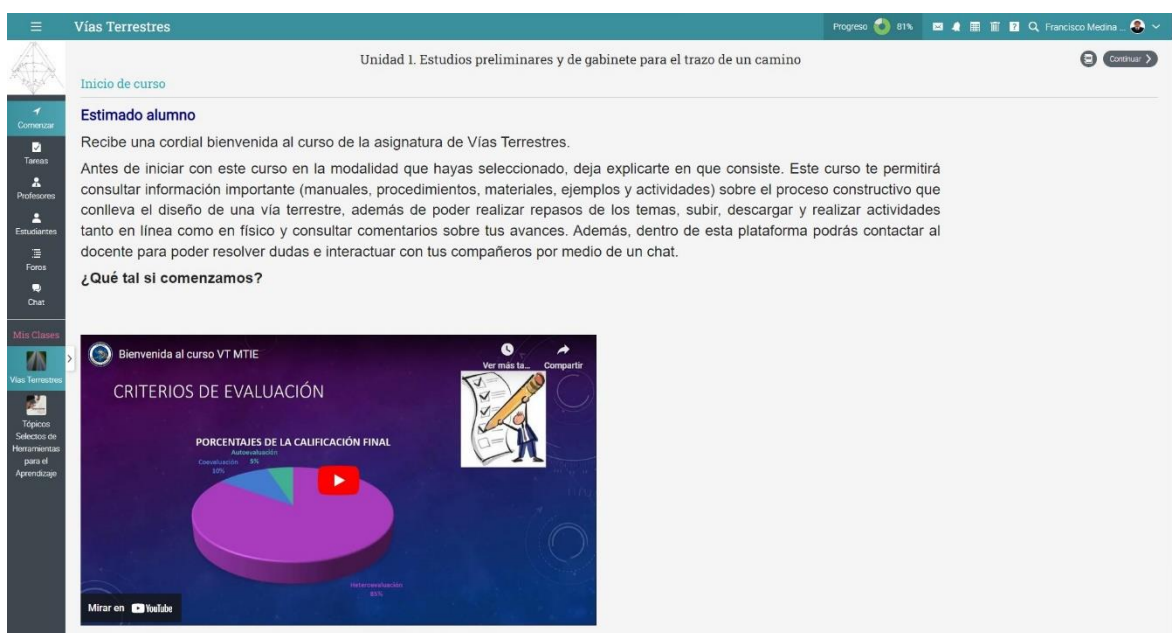 Vías Terrestres
Progreso 81%
Francisco Medina ...
Unidad 1. Estudios preliminares y de gabinete para el trazo de un camino
Continuar
Inicio de curso
Comenzar
Tareas
Profesores
Estudiantes
Foros
Chat
Mis Clases
Vías Terrestres
Tópicos
Selectos de
Herramientas
para el
Aprendizaje
Estimado alumno
Recibe una cordial bienvenida al curso de la asignatura de Vías Terrestres.
Antes de iniciar con este curso en la modalidad que hayas seleccionado, deja explicarte en que consiste. Este curso te permitirá
consultar información importante (manuales, procedimientos, materiales, ejemplos y actividades) sobre el proceso constructivo que
conlleva el diseño de una vía terrestre, además de poder realizar repasos de los temas, subir, descargar y realizar actividades
tanto en línea como en físico y consultar comentarios sobre tus avances. Además, dentro de esta plataforma podrás contactar al
docente para poder resolver dudas e interactuar con tus compañeros por medio de un chat.
¿Qué tal si comenzamos?
Bienvenida al curso VT MTIE
Ver más ta...
Compartir
CRITERIOS DE EVALUACIÓN
PORCENTAJES DE LA CALIFICACIÓN FINAL
Autoevaluación
5%
Coevaluación
10%
Heteroevaluación
85%
Mirar en YouTube